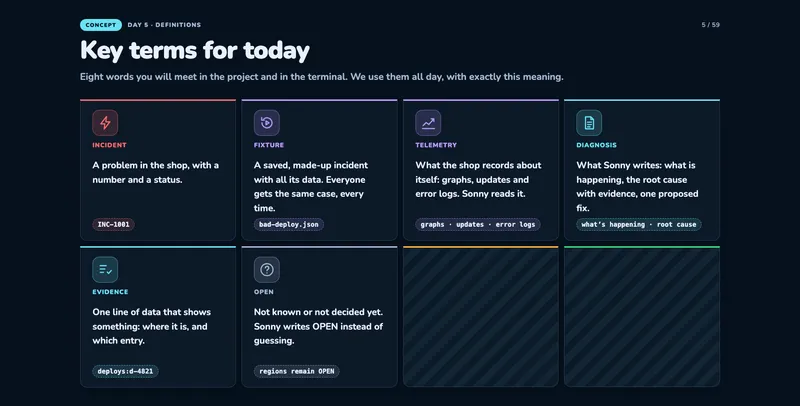 CONCEPT
DAY 5 · DEFINITIONS
5 / 59
Key terms for today
Eight words you will meet in the project and in the terminal. We use them all day, with exactly this meaning.
INCIDENT
A problem in the shop, with a
number and a status.
INC-1001
FIXTURE
A saved, made-up incident
with all its data. Everyone
gets the same case, every
time.
bad-deploy.json
TELEMETRY
What the shop records about
itself: graphs, updates and
error logs. Sonny reads it.
graphs · updates · error logs
DIAGNOSIS
What Sonny writes: what is
happening, the root cause
with evidence, one proposed
fix.
what's happening · root cause
EVIDENCE
One line of data that shows
something: where it is, and
which entry.
deploys:d-4821
OPEN
Not known or not decided yet.
Sonny writes OPEN instead of
guessing.
regions remain OPEN